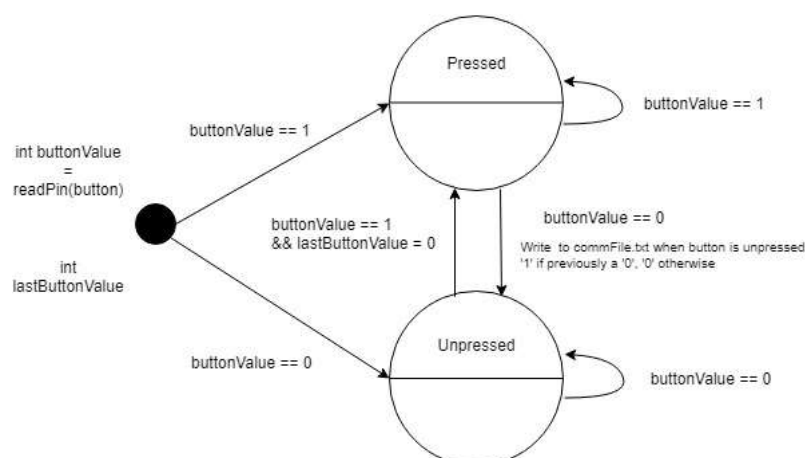 Pressed
buttonValue == 1
buttonValue == 1
int buttonValue
=
readPin(button)
buttonValue == 1
&& lastButtonValue = 0
buttonValue == 0
Write to commFile.txt when button is unpressed
'1' if previously a '0', '0' otherwise
int
lastButtonValue
Unpressed
buttonValue == 0
buttonValue == 0